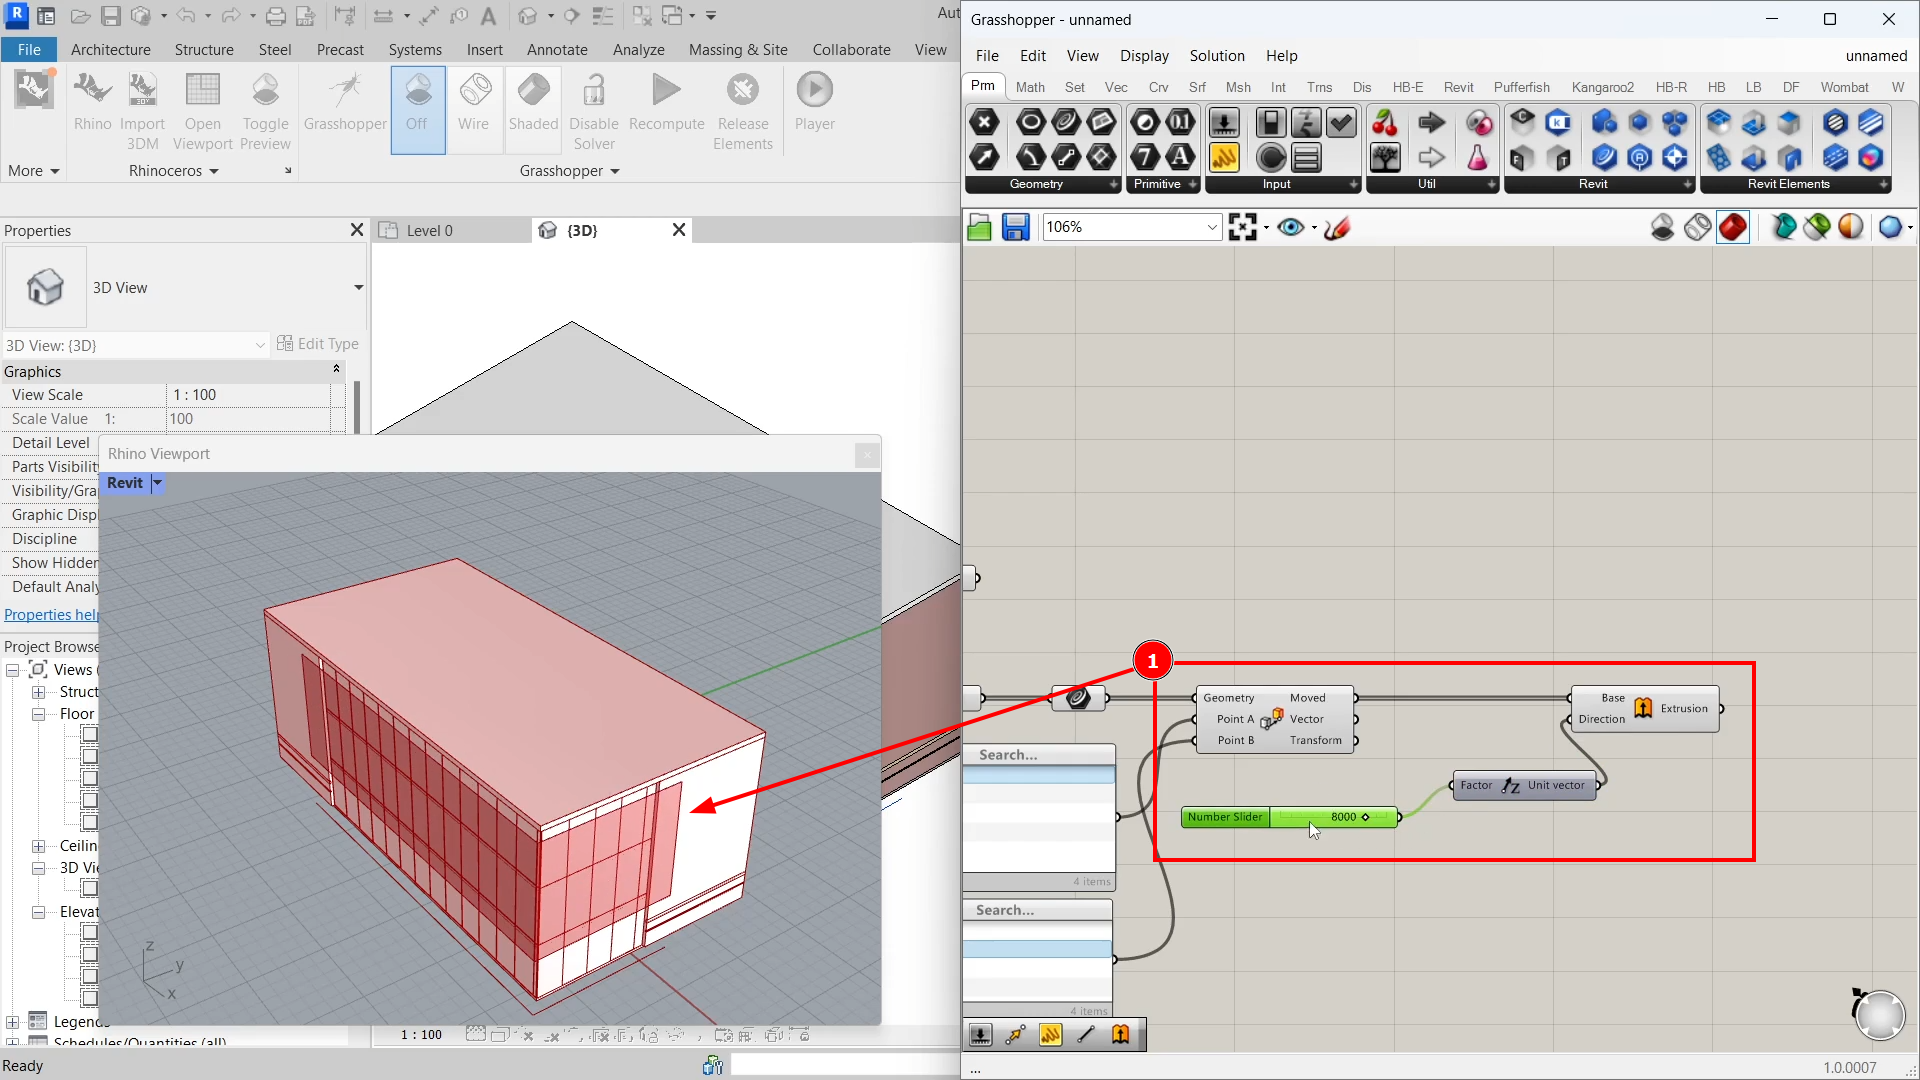 Aut
Grasshopper - unnamed
File
Architecture
Structure
Steel
Precast
Systems
Insert
Annotate
Analyze
Massing & Site
Collaborate
View
File
Edit
View
Display
Solution
Help
unnamed
Prm
Math
Set
Vec
Crv
Srf
Msh
Int
Trns
Dis
HB-E
Revit
Pufferfish
Kangaroo2
HB-R
HB
LB
DF
Wombat
W
Rhino
Import 3DM
Open Viewport
Toggle Preview
Grasshopper
Off
Wire
Shaded
Disable Solver
Recompute
Release Elements
Player
More
Rhinoceros
Grasshopper
Geometry
Primitive
Input
Util
Revit
Revit Elements
Properties
Level 0
{3D}
106%
3D View
3D View: {3D}
Edit Type
Graphics
View Scale
1 : 100
Scale Value 1:
100
Detail Level
Parts Visibilit
Visibility/Gra
Graphic Displ
Discipline
Show Hidden
Default Analy
Properties help
Rhino Viewport
Revit
z
y
x
Project Browse
Views (
Struct
Floor
Ceilin
3D Vi
Elevat
Legends
Schedules/Quantities (all)
1 : 100
Ready
1
Geometry
Moved
Point A
Vector
Point B
Transform
Base
Direction
Extrusion
Factor
Unit vector
Number Slider
8000
Search...
4 items
Search...
4 items
...
1.0.0007